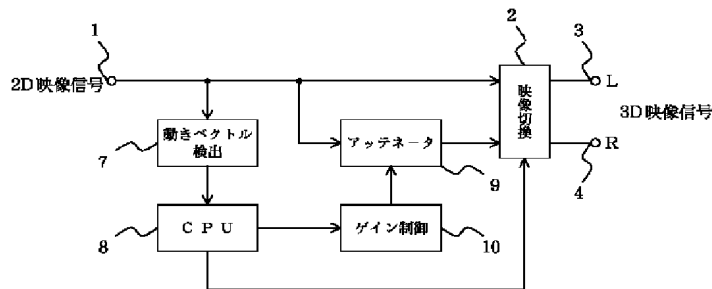 1
2
3
2D映像信号
L
映像切換
3D映像信号
動きベクトル
検出
アッテネータ
R
7
9
4
CPU
ゲイン制御
8
10